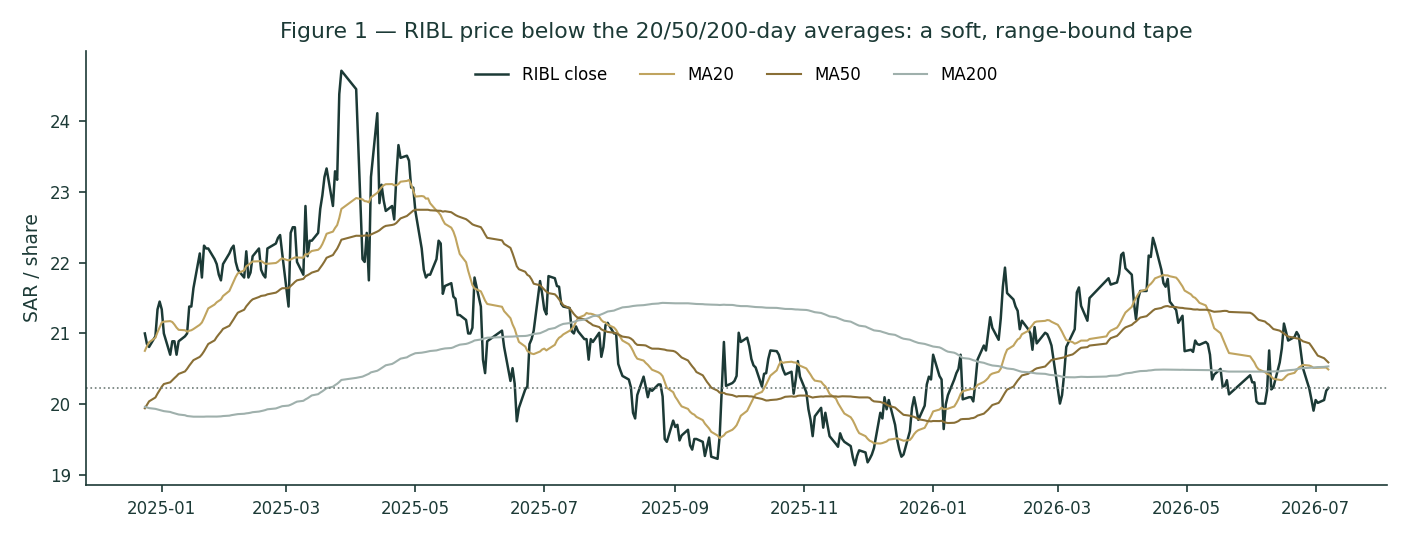 Figure 1 — RIBL price below the 20/50/200-day averages: a soft, range-bound tape
RIBL close MA20 MA50 MA200
SAR / share
24
23
22
21
20
19
2025-01 2025-03 2025-05 2025-07 2025-09 2025-11 2026-01 2026-03 2026-05 2026-07